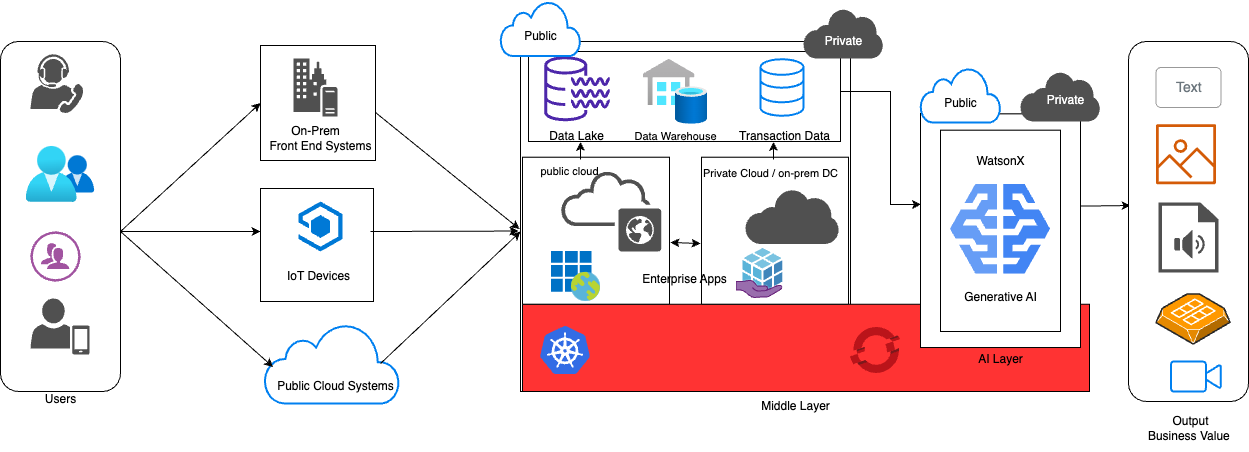 Users
On-Prem
Front End Systems
IoT Devices
Public Cloud Systems
Public
Private
Data Lake
Data Warehouse
Transaction Data
public cloud
Private Cloud / on-prem DC
Enterprise Apps
Middle Layer
Public
Private
WatsonX
Generative AI
AI Layer
Text
Output
Business Value